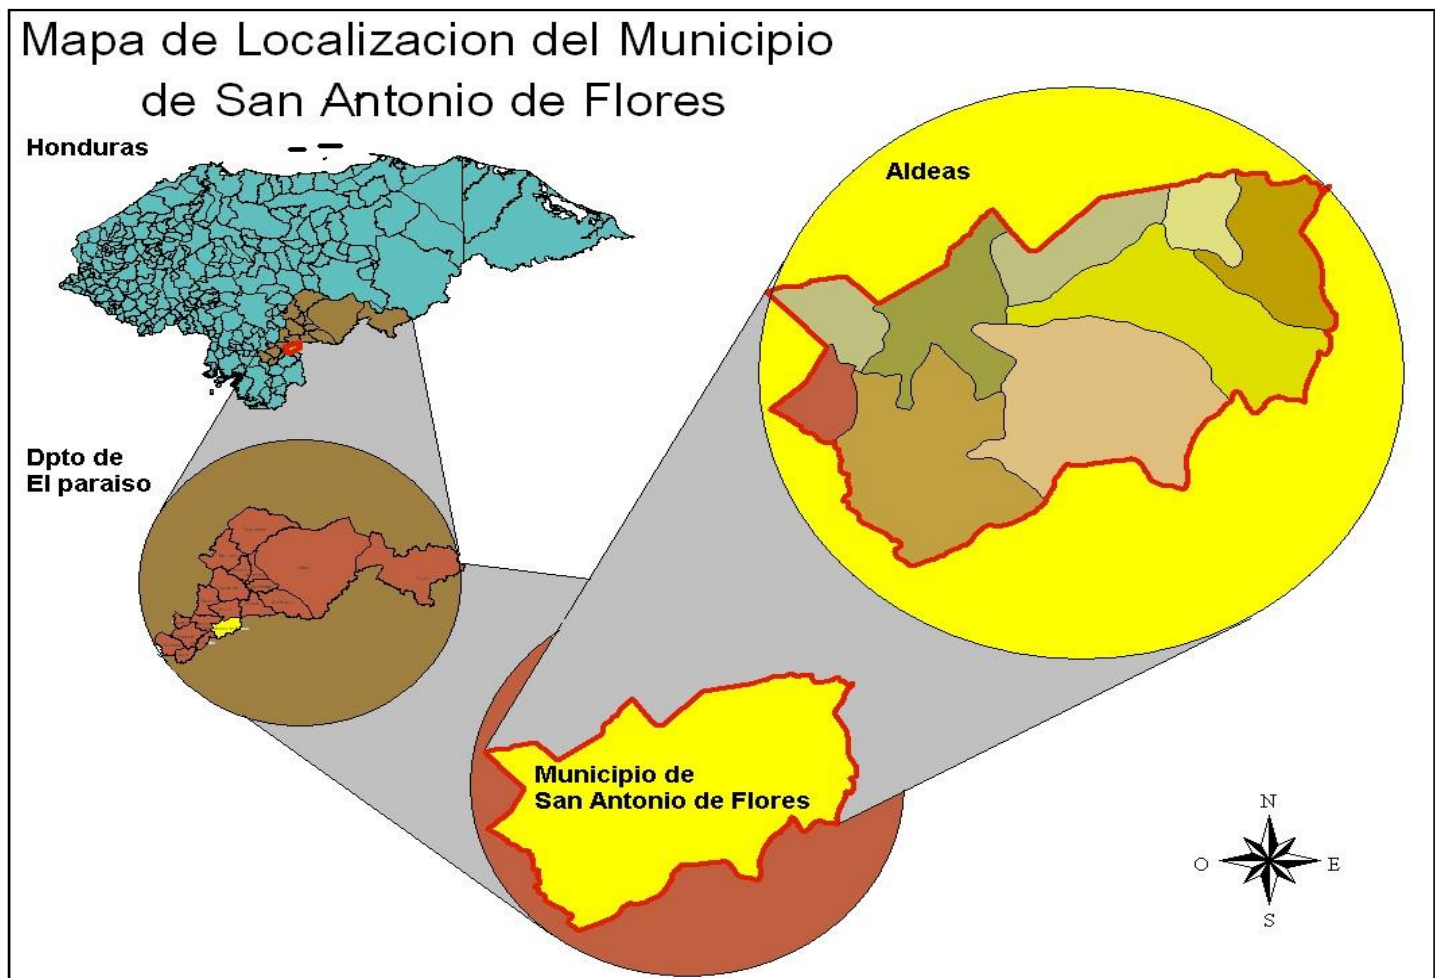 Mapa de Localizacion del Municipio
de San Antonio de Flores
Honduras
Aldeas
Dpto de
El paraiso
Municipio de
San Antonio de Flores
N
O
E
S